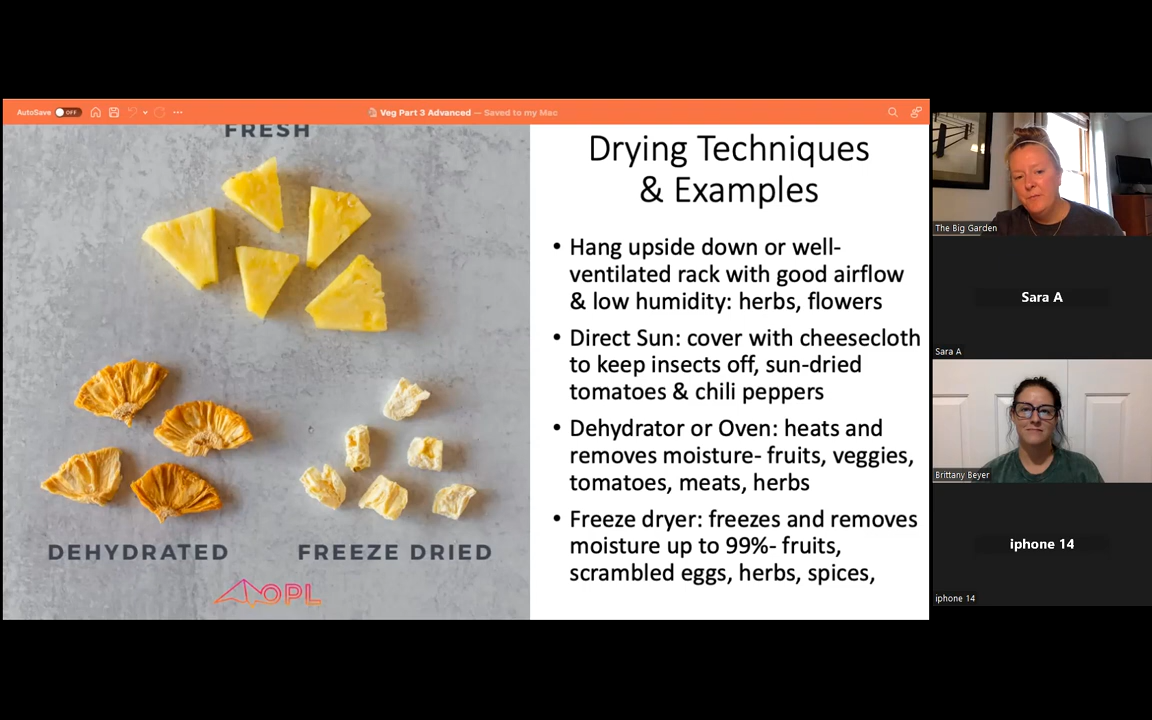 AutoSave OFF
Veg Part 3 Advanced — Saved to my Mac
FRESH
DEHYDRATED
FREEZE DRIED
OPL
Drying Techniques
& Examples
• Hang upside down or well-
ventilated rack with good airflow
& low humidity: herbs, flowers
• Direct Sun: cover with cheesecloth
to keep insects off, sun-dried
tomatoes & chili peppers
• Dehydrator or Oven: heats and
removes moisture- fruits, veggies,
tomatoes, meats, herbs
• Freeze dryer: freezes and removes
moisture up to 99%- fruits,
scrambled eggs, herbs, spices,
The Big Garden
Sara A
Sara A
Brittany Beyer
iphone 14
iphone 14